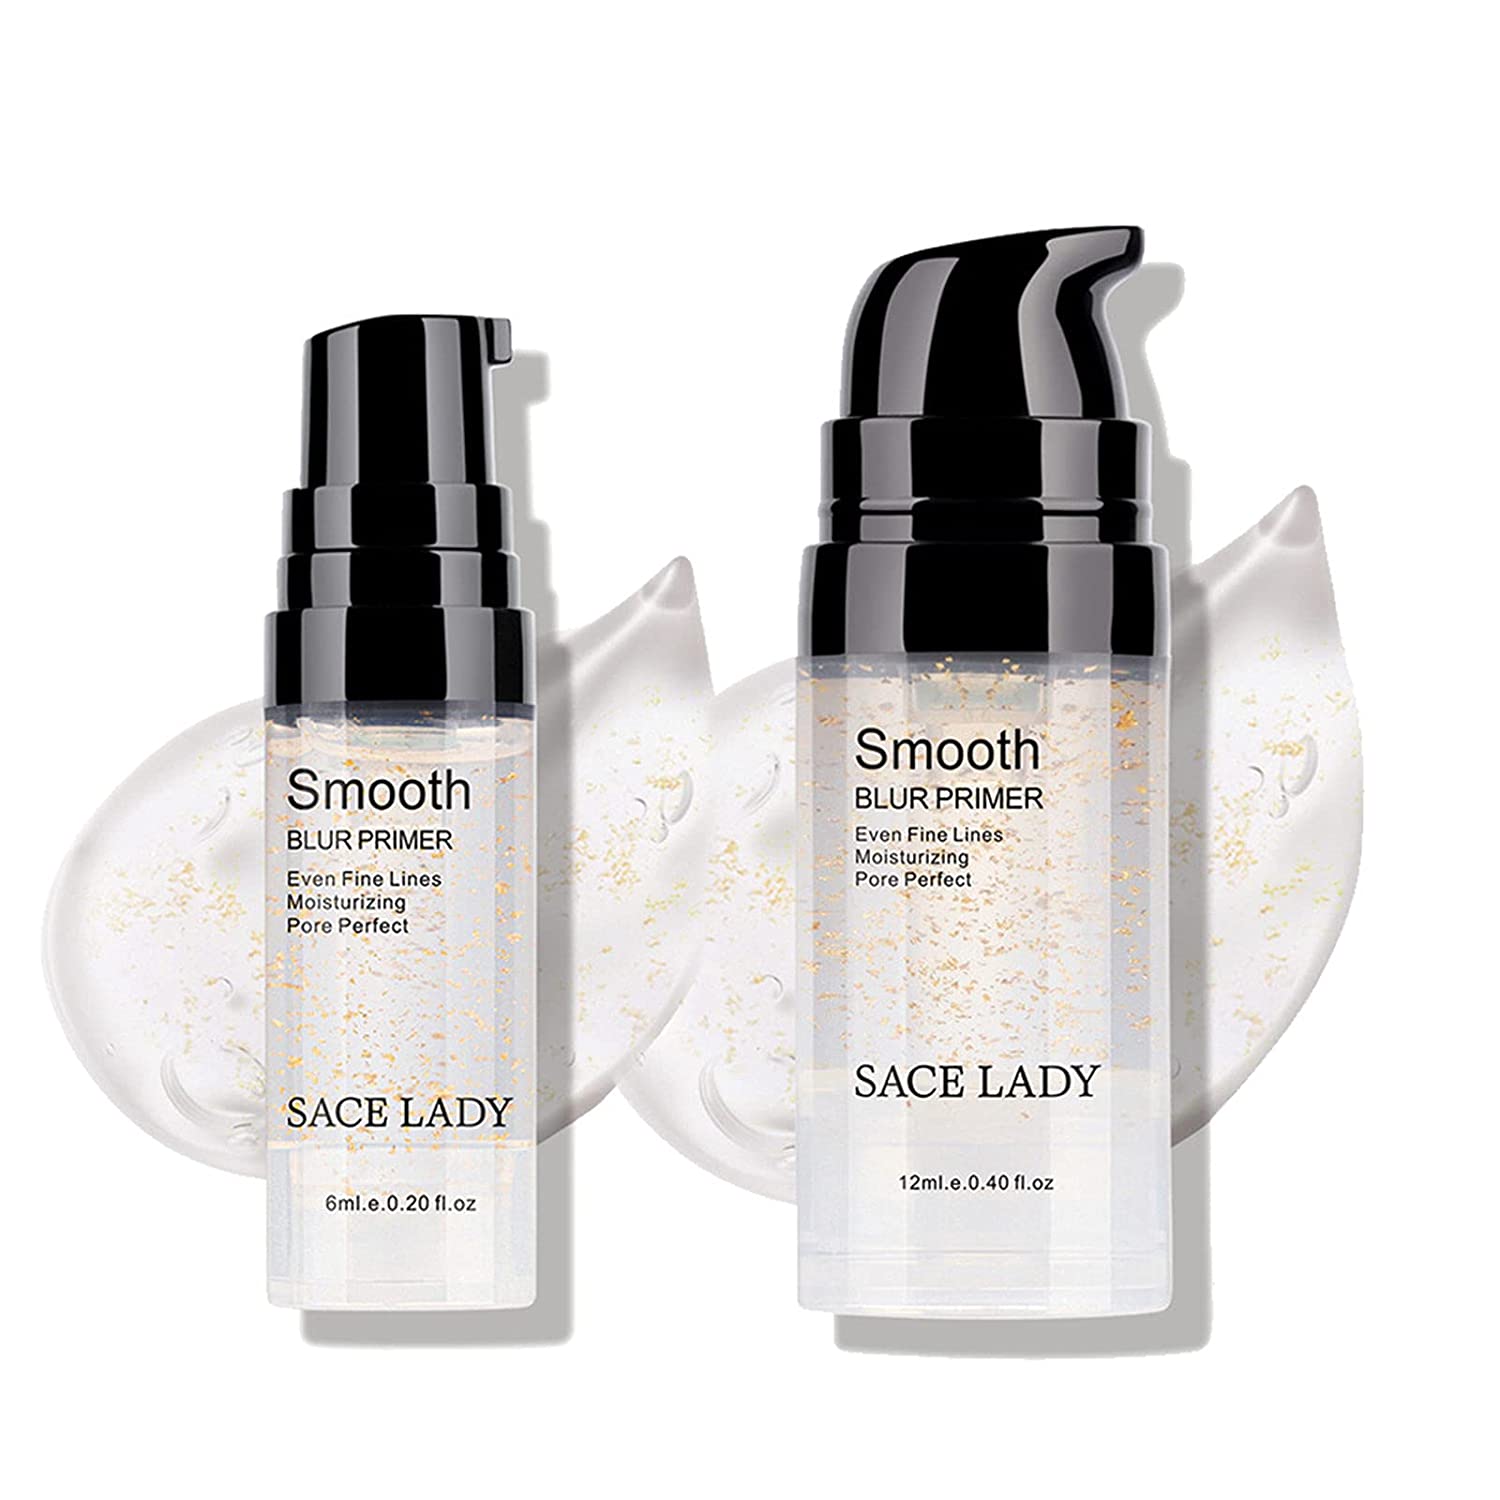 Smooth
BLUR PRIMER
Even Fine Lines
Moisturizing
Pore Perfect
SACE LADY
6ml.e.0.20 fl.oz
Smooth
BLUR PRIMER
Even Fine Lines
Moisturizing
Pore Perfect
SACE LADY
12ml.e.0.40 fl.oz